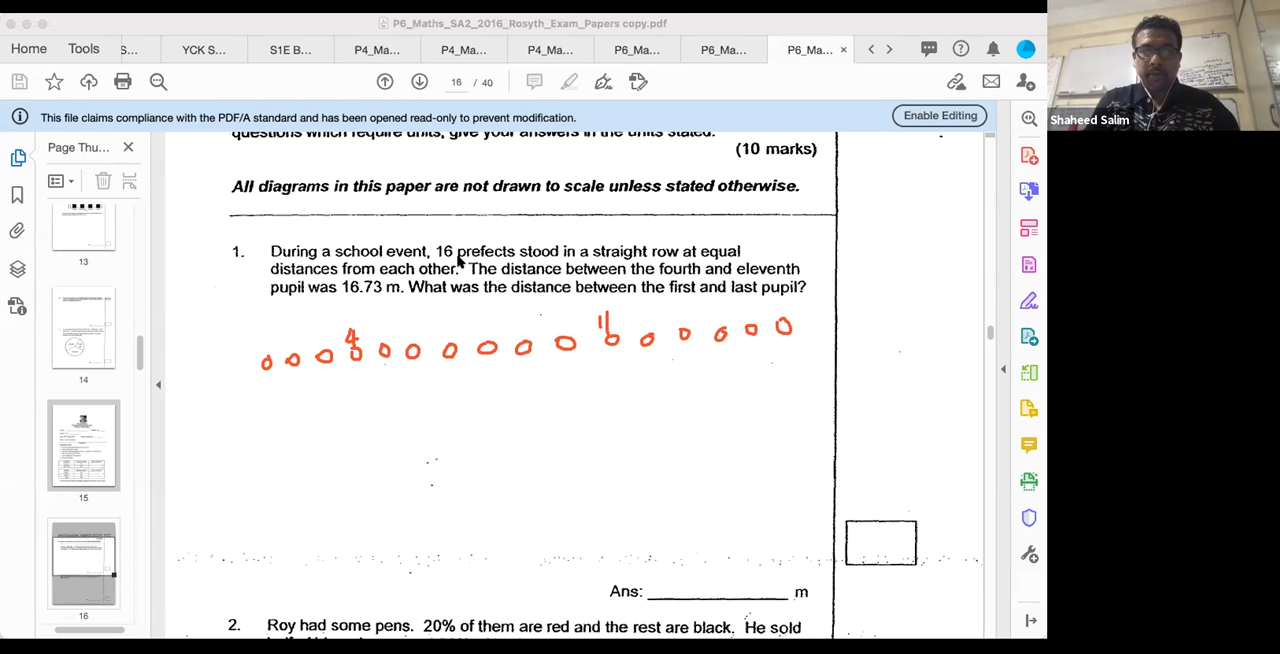 P6_Maths_SA2_2016_Rosyth_Exam_Papers copy.pdf
Home Tools S... YCK S... S1E B... P4_Ma... P4_Ma... P4_Ma... P6_Ma... P6_Ma... P6_Ma... ×
16 / 40
This file claims compliance with the PDF/A standard and has been opened read-only to prevent modification. Enable Editing
Shaheed Salim
Page Thu... ×
13
14
15
16
questions which require units, give your answers in the units stated.
(10 marks)
All diagrams in this paper are not drawn to scale unless stated otherwise.
1. During a school event, 16 prefects stood in a straight row at equal
distances from each other. The distance between the fourth and eleventh
pupil was 16.73 m. What was the distance between the first and last pupil?
4 11
Ans: ____________ m
2. Roy had some pens. 20% of them are red and the rest are black. He sold